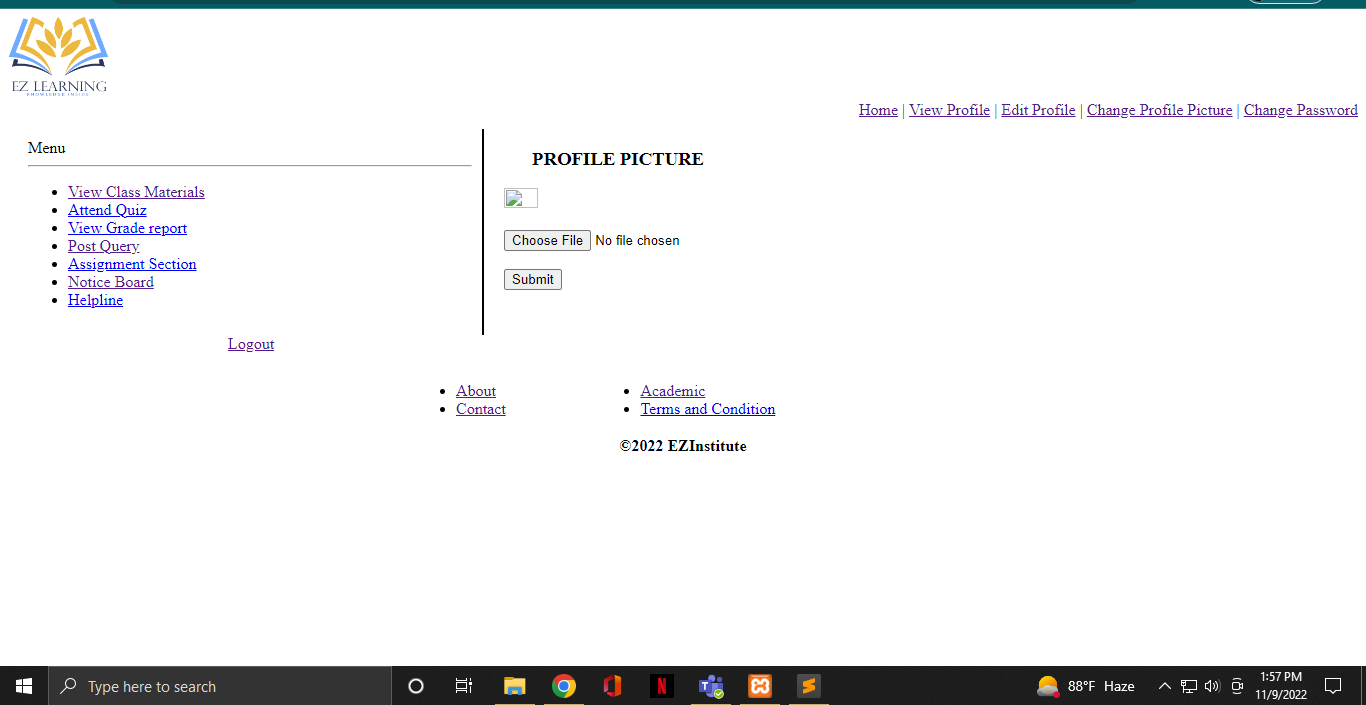 EZ LEARNING
KNOWLEDGE INSIDE
Home | View Profile | Edit Profile | Change Profile Picture | Change Password
Menu
View Class Materials
Attend Quiz
View Grade report
Post Query
Assignment Section
Notice Board
Helpline
Logout
PROFILE PICTURE
Choose File No file chosen
Submit
About
Contact
Academic
Terms and Condition
©2022 EZInstitute
Type here to search
88°F Haze
1:57 PM
11/9/2022